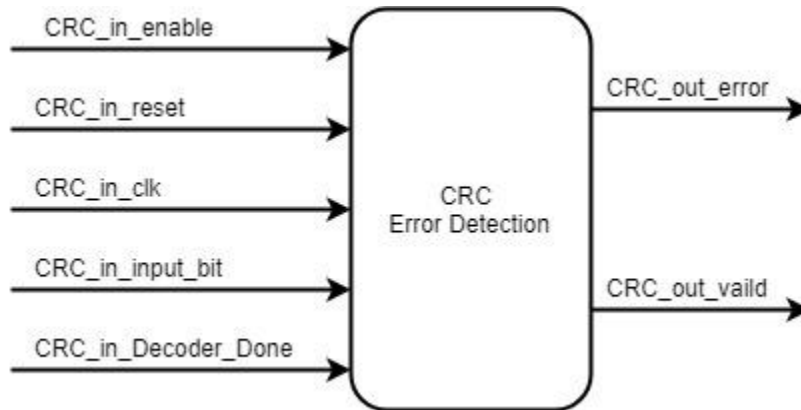 CRC_in_enable
CRC_in_reset
CRC_in_clk
CRC_in_input_bit
CRC_in_Decoder_Done
CRC
Error Detection
CRC_out_error
CRC_out_vaild